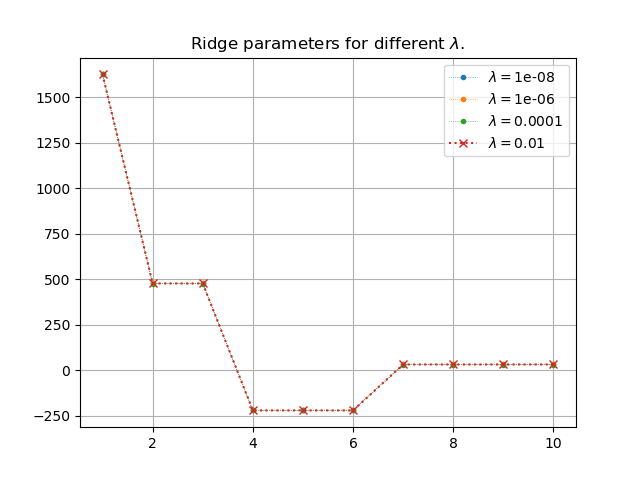 Ridge parameters for different λ.
λ = 1e-08
λ = 1e-06
λ = 0.0001
λ = 0.01
1500
1250
1000
750
500
250
0
−250
2 4 6 8 10